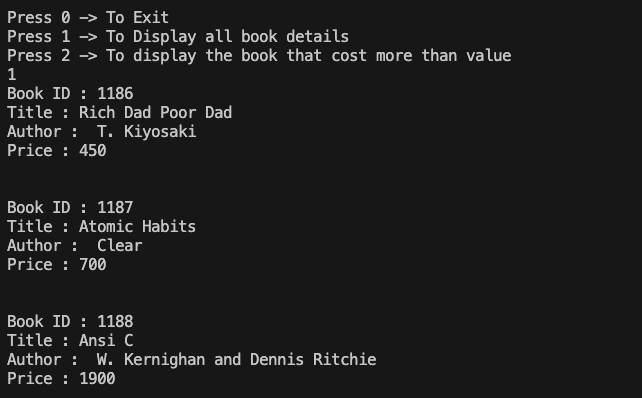 Press 0 -> To Exit
Press 1 -> To Display all book details
Press 2 -> To display the book that cost more than value
1
Book ID : 1186
Title : Rich Dad Poor Dad
Author :  T. Kiyosaki
Price : 450
Book ID : 1187
Title : Atomic Habits
Author :  Clear
Price : 700
Book ID : 1188
Title : Ansi C
Author :  W. Kernighan and Dennis Ritchie
Price : 1900